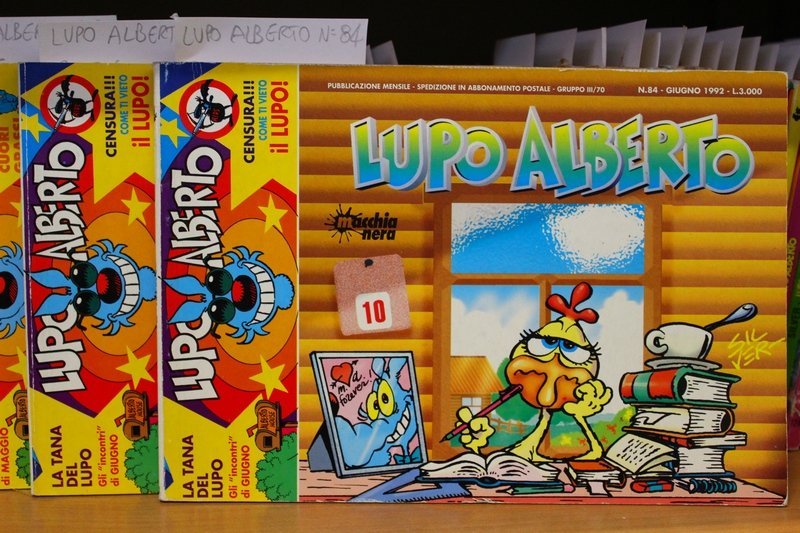 LUPO ALBERT
LUPO ALBERTO N=84
PUBBLICAZIONE MENSILE - SPEDIZIONE IN ABBONAMENTO POSTALE - GRUPPO III/70
N.84 - GIUGNO 1992 - L.3.000
LUPO ALBERTO
macchia
nera
10
forever!
SILVER
CENSURA!!!
COME TI VIETO
il LUPO!
LUPO ALBERTO
LA TANA
DEL
LUPO
Gli "incontri"
di GIUGNO
CENSURA!!!
COME TI VIETO
il LUPO!
LUPO ALBERTO
LA TANA
DEL
LUPO
Gli "incontri"
di GIUGNO
CUORI
di MAGGIO